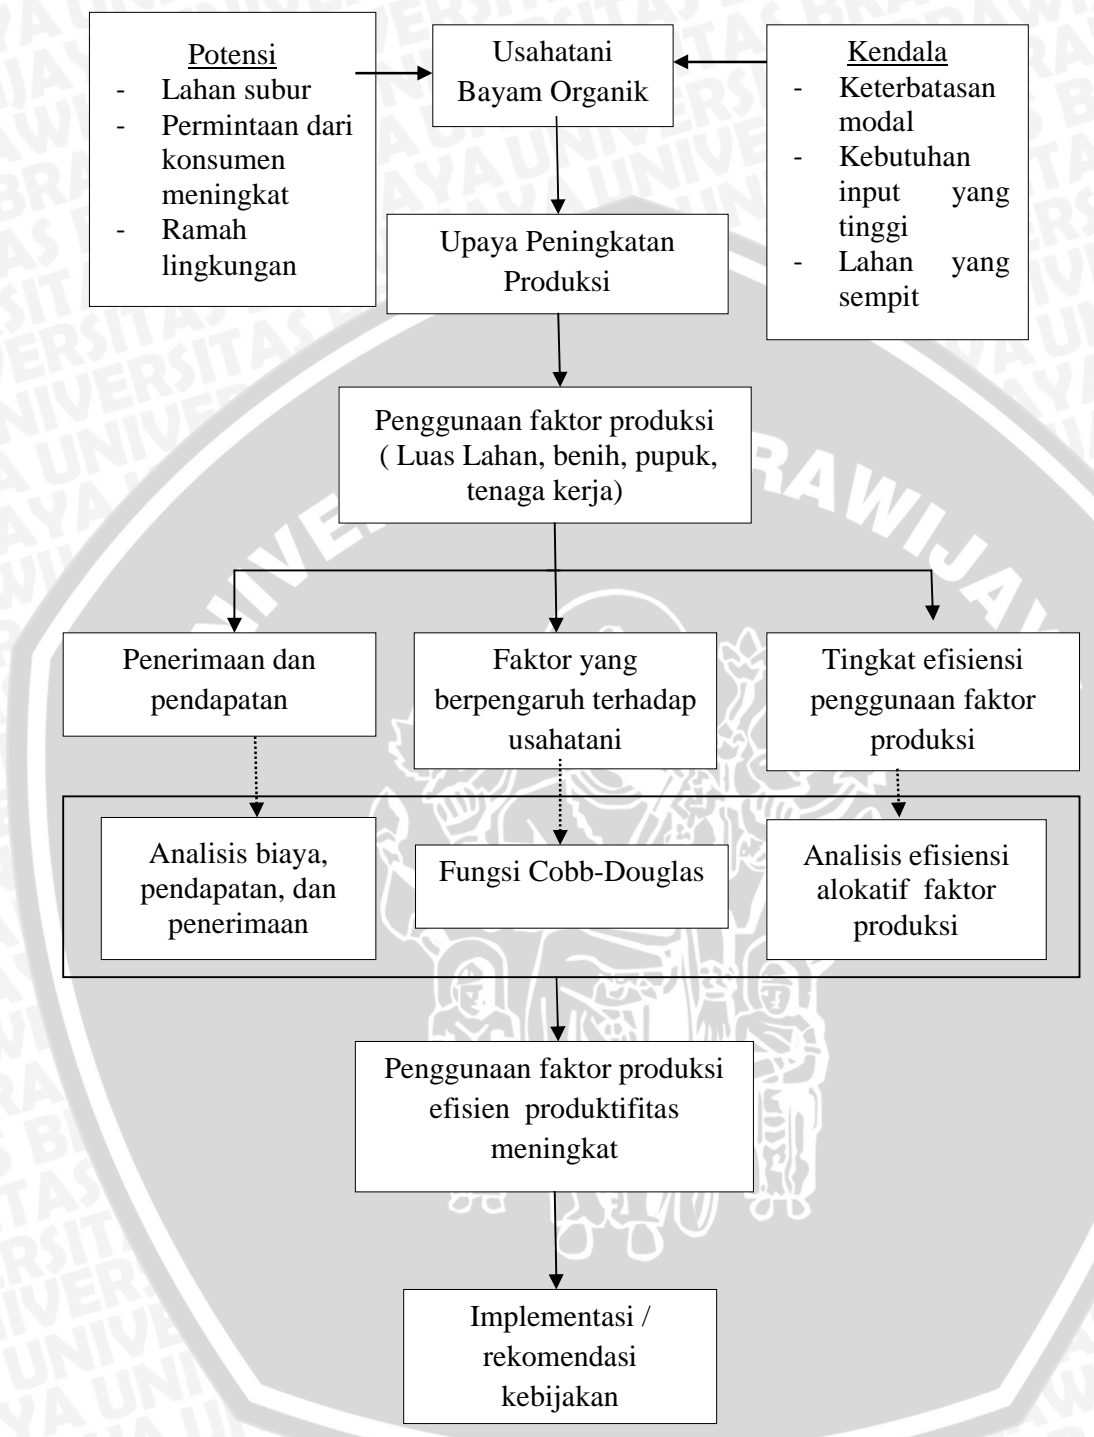 Potensi
- Lahan subur
- Permintaan dari
konsumen
meningkat
- Ramah
lingkungan
Usahatani
Bayam Organik
Kendala
- Keterbatasan
modal
- Kebutuhan
input yang
tinggi
- Lahan yang
sempit
Upaya Peningkatan
Produksi
Penggunaan faktor produksi
( Luas Lahan, benih, pupuk,
tenaga kerja)
Penerimaan dan
pendapatan
Faktor yang
berpengaruh terhadap
usahatani
Tingkat efisiensi
penggunaan faktor
produksi
Analisis biaya,
pendapatan, dan
penerimaan
Fungsi Cobb-Douglas
Analisis efisiensi
alokatif faktor
produksi
Penggunaan faktor produksi
efisien produktifitas
meningkat
Implementasi /
rekomendasi
kebijakan